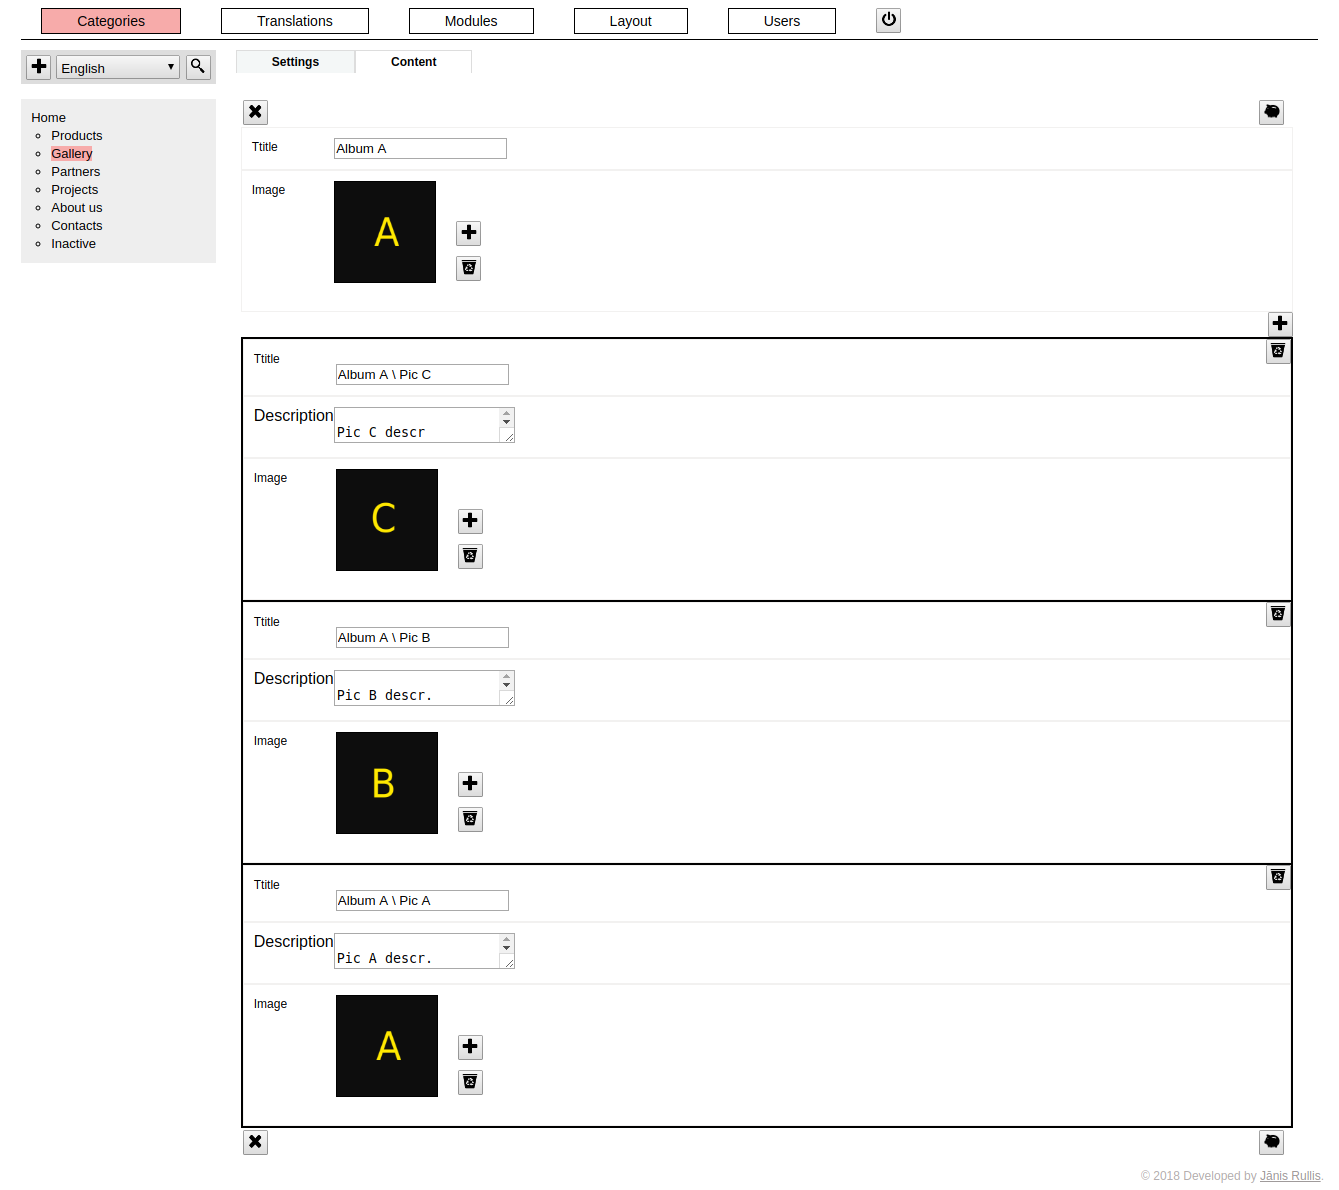 Categories Translations Modules Layout Users
English
Settings Content
Home
Products
Gallery
Partners
Projects
About us
Contacts
Inactive
Ttitle Album A
Image
A
Ttitle
Album A \ Pic C
Description
Pic C descr
Image
C
Ttitle
Album A \ Pic B
Description
Pic B descr.
Image
B
Ttitle
Album A \ Pic A
Description
Pic A descr.
Image
A
© 2018 Developed by Jānis Rullis.